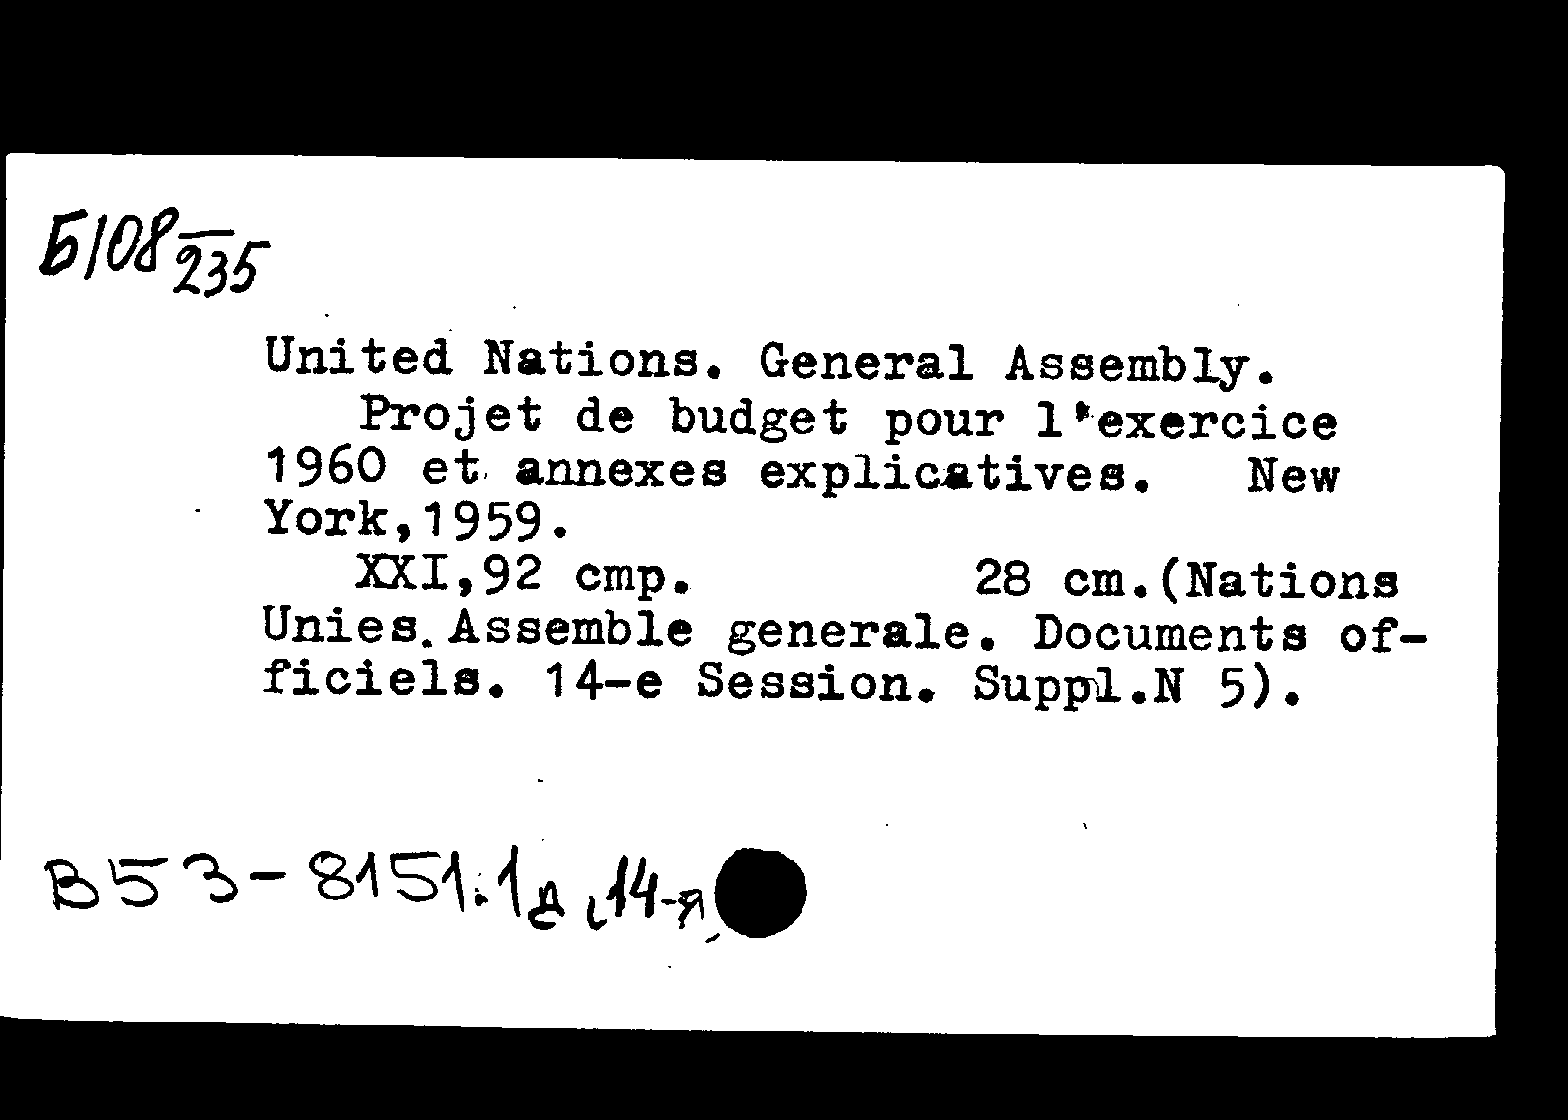 Б108
235
United Nations. General Assembly.
Projet de budget pour l'exercice
1960 et annexes explicatives. New
York,1959.
XXI,92 стр. 28 cm.(Nations
Unies.Assemble generale. Documents of-
ficiels. 14-e Session. Suppl.N 5).
В53-8151.1д 14-я